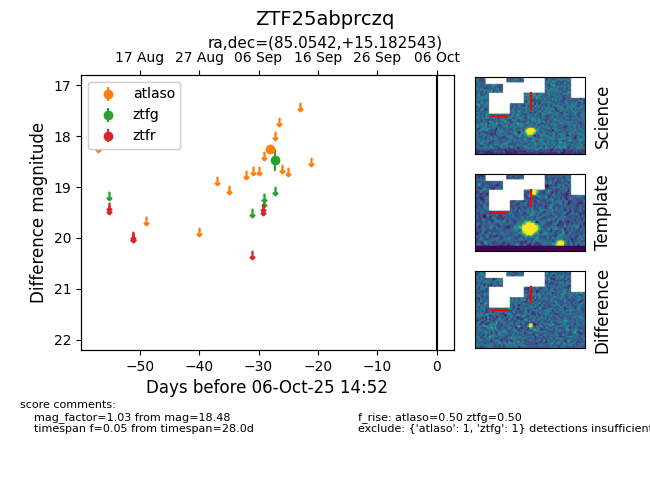 ZTF25abprczq
ra,dec=(85.0542,+15.182543)
17 Aug 27 Aug 06 Sep 16 Sep 26 Sep 06 Oct
atlaso
ztfg
ztfr
17
18
19
20
21
22
Difference magnitude
−50 −40 −30 −20 −10 0
Days before 06-Oct-25 14:52
Science
Template
Difference
score comments:
mag_factor=1.03 from mag=18.48
timespan f=0.05 from timespan=28.0d
f_rise: atlaso=0.50 ztfg=0.50
exclude: {'atlaso': 1, 'ztfg': 1} detections insufficient